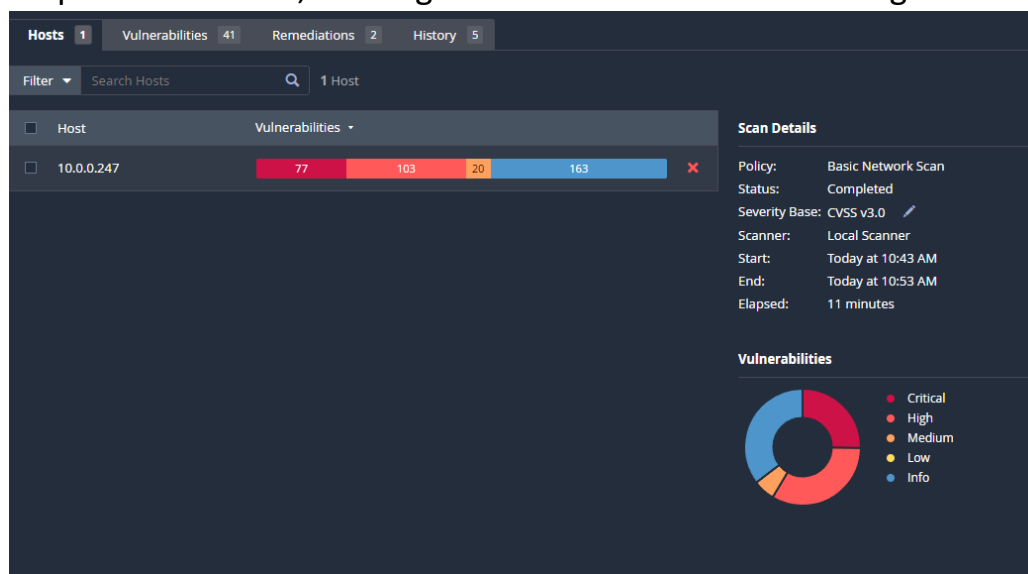 Hosts 1 Vulnerabilities 41 Remediations 2 History 5
Filter Search Hosts 1 Host
Host Vulnerabilities
10.0.0.247 77 103 20 163
Scan Details
Policy: Basic Network Scan
Status: Completed
Severity Base: CVSS v3.0
Scanner: Local Scanner
Start: Today at 10:43 AM
End: Today at 10:53 AM
Elapsed: 11 minutes
Vulnerabilities
Critical
High
Medium
Low
Info